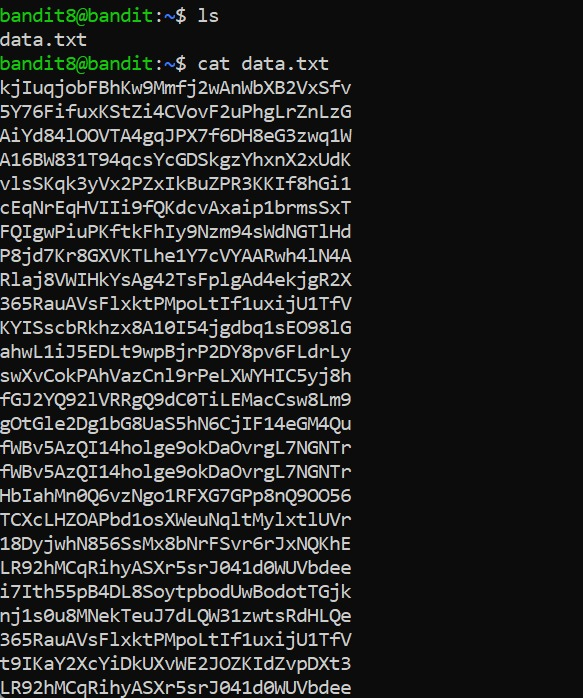 bandit8@bandit:~$ ls
data.txt
bandit8@bandit:~$ cat data.txt
kjIuqjobFBhKw9Mmfj2wAnWbXB2VxSfv
5Y76FifuxKStZi4CVovF2uPhgLrZnLzG
AiYd84lOOVTA4gqJPX7f6DH8eG3zwq1W
A16BW831T94qcsYcGDSkgzYhxnX2xUdK
vlsSKqk3yVx2PZxIkBuZPR3KKIf8hGi1
cEqNrEqHVIIi9fQKdcvAxaip1brmsSxT
FQIgwPiuPKftkFhIy9Nzm94sWdNGTlHd
P8jd7Kr8GXVKTLhe1Y7cVYAARwh4lN4A
Rlaj8VWIHkYsAg42TsFplgAd4ekjgR2X
365RauAVsFlxktPMpoLtIf1uxijU1TfV
KYISscbRkhzx8A10I54jgdbq1sEO98lG
ahwL1iJ5EDLt9wpBjrP2DY8pv6FLdrLy
swXvCokPAhVazCnl9rPeLXWYHIC5yj8h
fGJ2YQ92lVRRgQ9dC0TiLEMacCsw8Lm9
gOtGle2Dg1bG8UaS5hN6CjIF14eGM4Qu
fWBv5AzQI14holge9okDaOvrgL7NGNTr
fWBv5AzQI14holge9okDaOvrgL7NGNTr
HbIahMn0Q6vzNgo1RFXG7GPp8nQ9OO56
TCXcLHZOAPbd1osXWeuNqltMylxtlUVr
18DyjwhN856SsMx8bNrFSvr6rJxNQKhE
LR92hMCqRihyASXr5srJ041d0WUVbdee
i7Ith55pB4DL8SoytpbodUwBodotTGjk
nj1s0u8MNekTeuJ7dLQW31zwtsRdHLQe
365RauAVsFlxktPMpoLtIf1uxijU1TfV
t9IKaY2XcYiDkUXvWE2JOZKIdZvpDXt3
LR92hMCqRihyASXr5srJ041d0WUVbdee